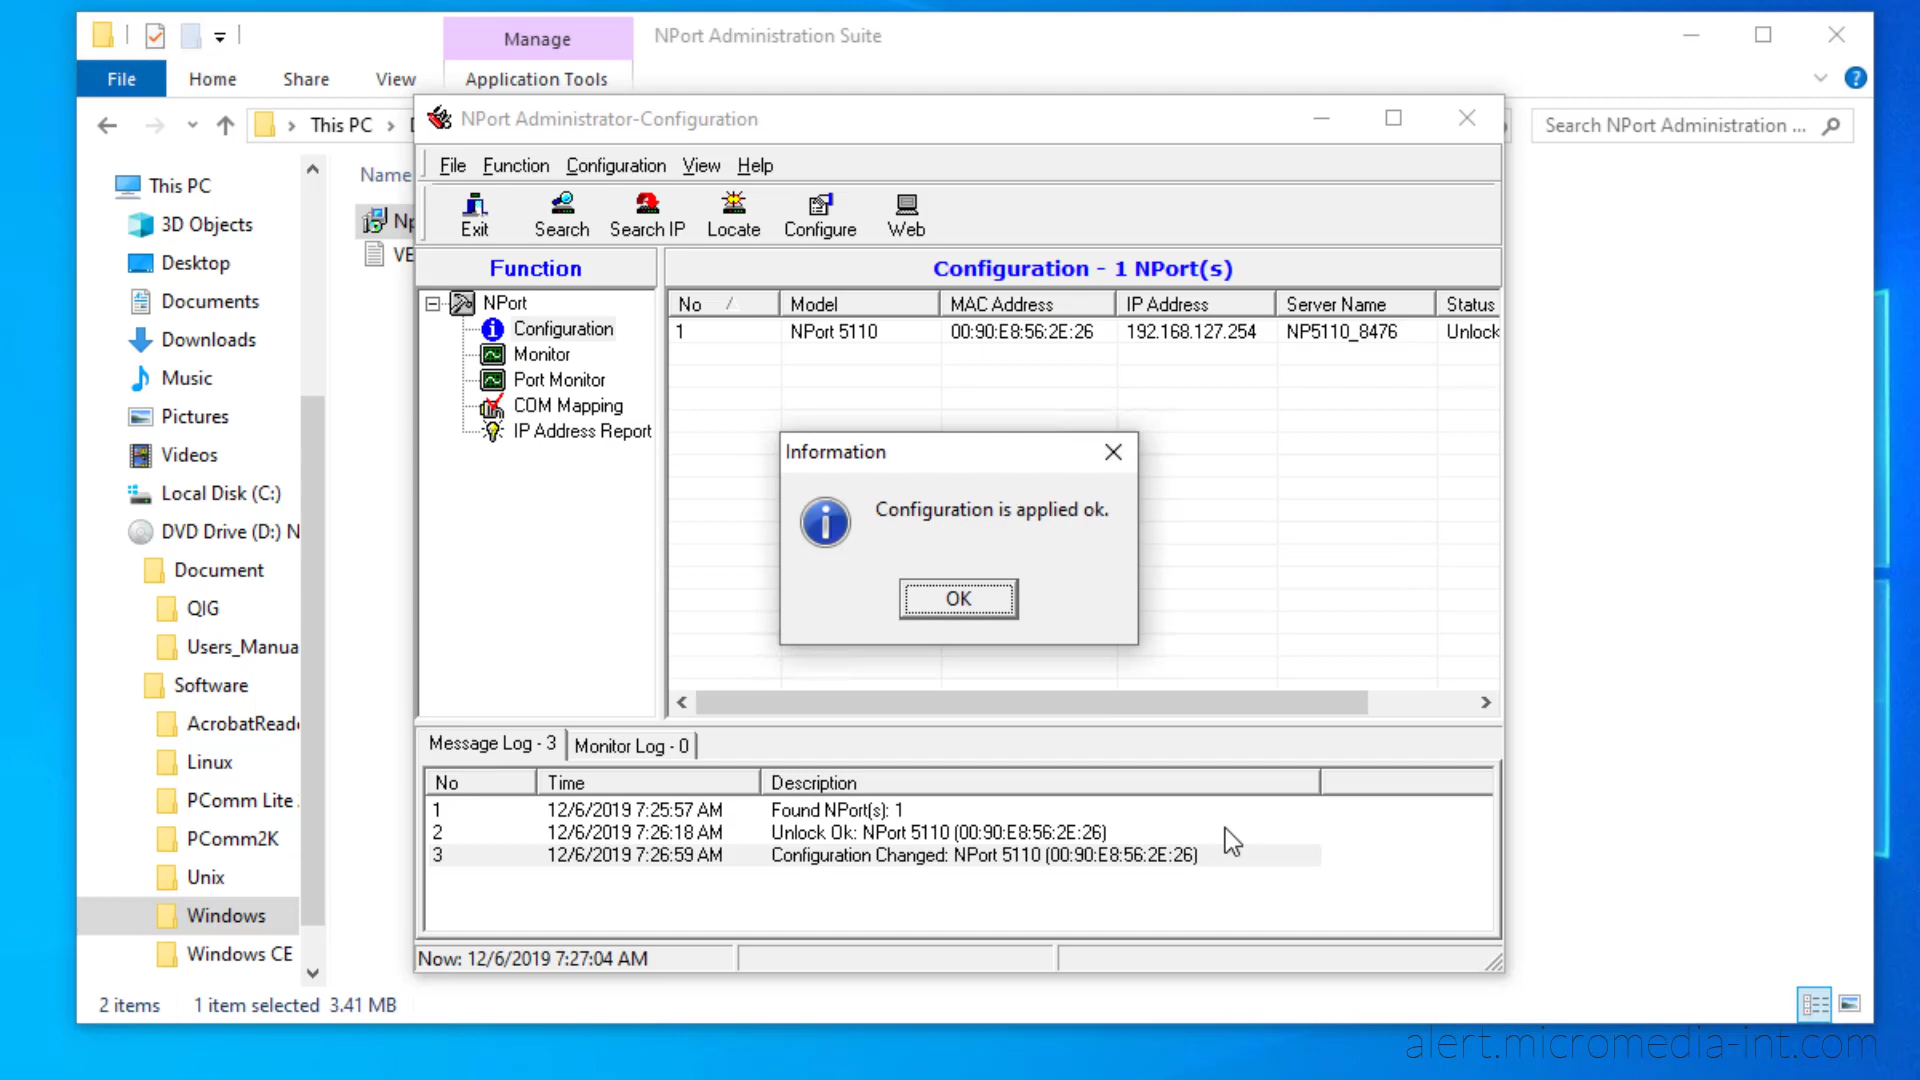 Manage
NPort Administration Suite
File
Home
Share
View
Application Tools
This PC
Search NPort Administration ...
NPort Administrator-Configuration
File Function Configuration View Help
Exit
Search
Search IP
Locate
Configure
Web
This PC
3D Objects
Desktop
Documents
Downloads
Music
Pictures
Videos
Local Disk (C:)
DVD Drive (D:) N
Document
QIG
Users_Manua
Software
AcrobatReade
Linux
PComm Lite
PComm2K
Unix
Windows
Windows CE
Name
Np
VE
Function
NPort
Configuration
Monitor
Port Monitor
COM Mapping
IP Address Report
Configuration - 1 NPort(s)
No Model MAC Address IP Address Server Name Status
1 NPort 5110 00:90:E8:56:2E:26 192.168.127.254 NP5110_8476 Unlock
Information
Configuration is applied ok.
OK
Message Log - 3
Monitor Log - 0
No Time Description
1 12/6/2019 7:25:57 AM Found NPort(s): 1
2 12/6/2019 7:26:18 AM Unlock Ok: NPort 5110 (00:90:E8:56:2E:26)
3 12/6/2019 7:26:59 AM Configuration Changed: NPort 5110 (00:90:E8:56:2E:26)
Now: 12/6/2019 7:27:04 AM
2 items 1 item selected 3.41 MB
alert.micromedia-int.com